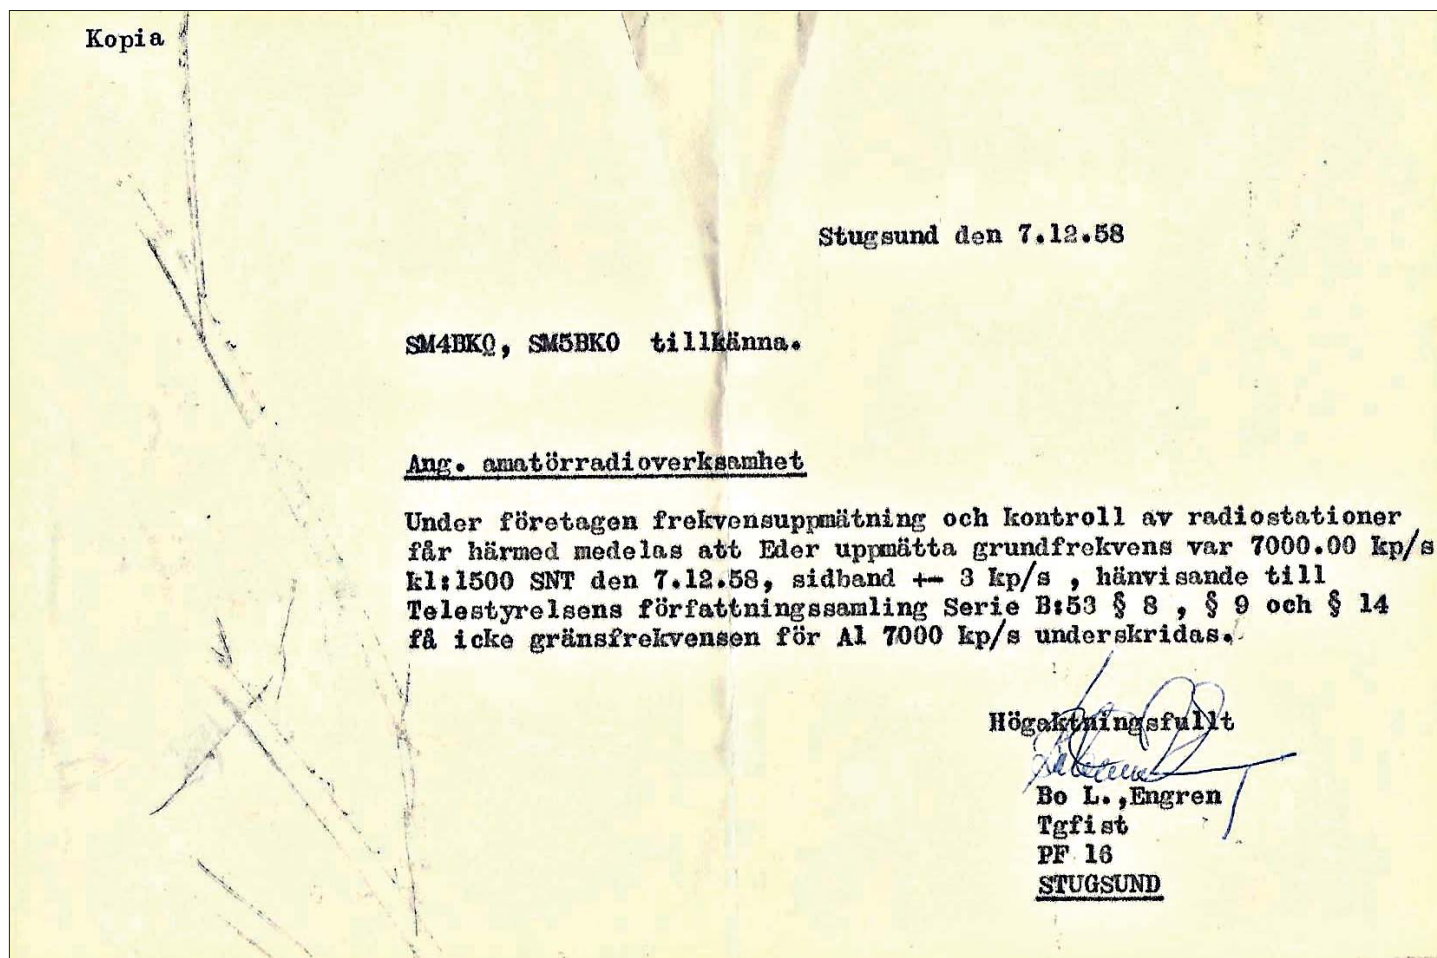 Kopia
Stugsund den 7.12.58
SM4BKQ, SM5BKO tillkänna.
Ang. amatörradioverksamhet
Under företagen frekvensuppmätning och kontroll av radiostationer
får härmed medelas att Eder uppmätta grundfrekvens var 7000.00 kp/s
kl:1500 SNT den 7.12.58, sidband +- 3 kp/s , hänvisande till
Telestyrelsens författningssamling Serie B:53 § 8 , § 9 och § 14
få icke gränsfrekvensen för Al 7000 kp/s underskridas.
Högaktningsfullt
Bo L.,Engren
Tgfist
PF 16
STUGSUND